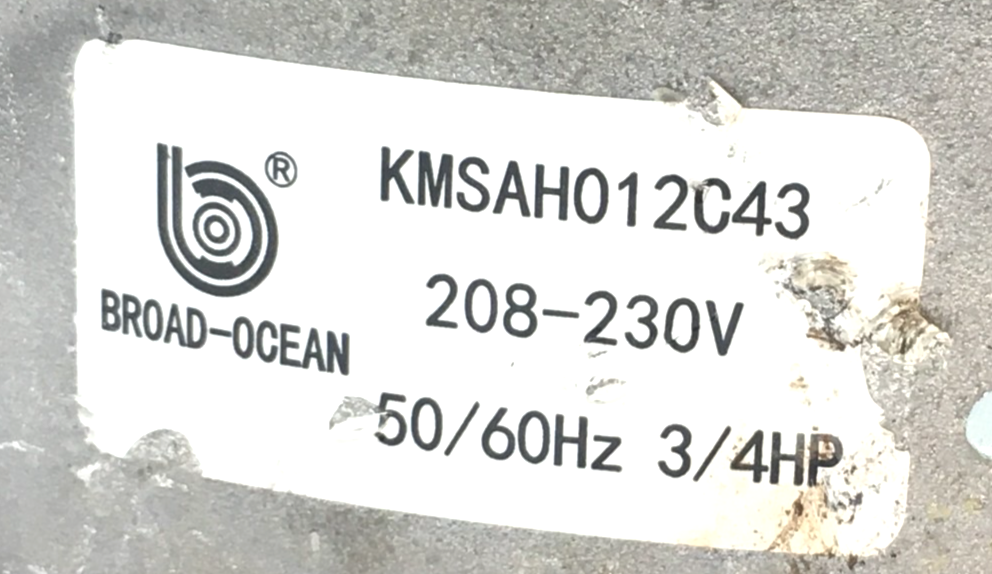 ®
KMSAH012C43
BROAD-OCEAN
208-230V
50/60Hz 3/4HP